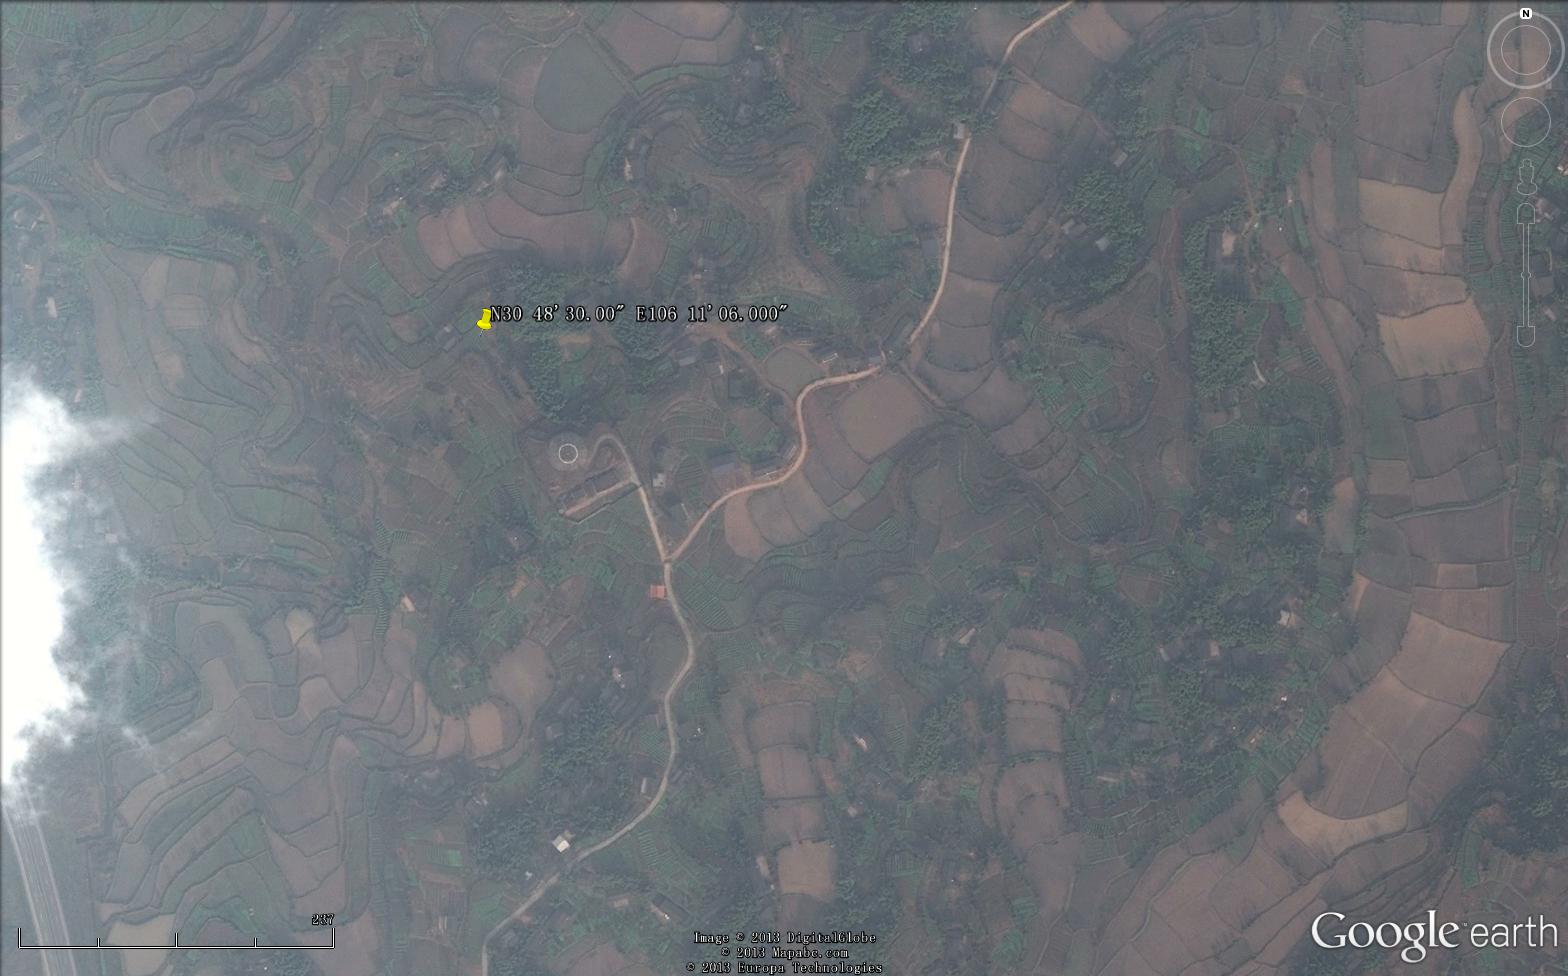 N
N30 48'30.00" E106 11'06.000"
237
Image © 2013 DigitalGlobe
© 2013 Mapabc.com
© 2013 Europa Technologies
Google earth